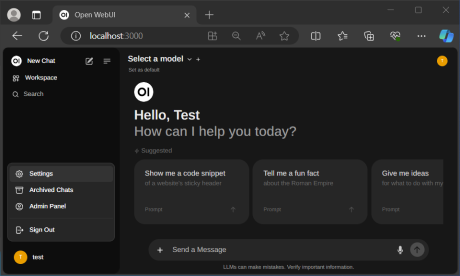 Open WebUI
localhost:3000
OI New Chat
Workspace
Search
Select a model
Set as default
OI
Hello, Test
How can I help you today?
Suggested
Show me a code snippet
of a website's sticky header
Prompt
Tell me a fun fact
about the Roman Empire
Prompt
Give me ideas
for what to do with my
Prompt
Settings
Archived Chats
Admin Panel
Sign Out
test
Send a Message
LLMs can make mistakes. Verify important information.